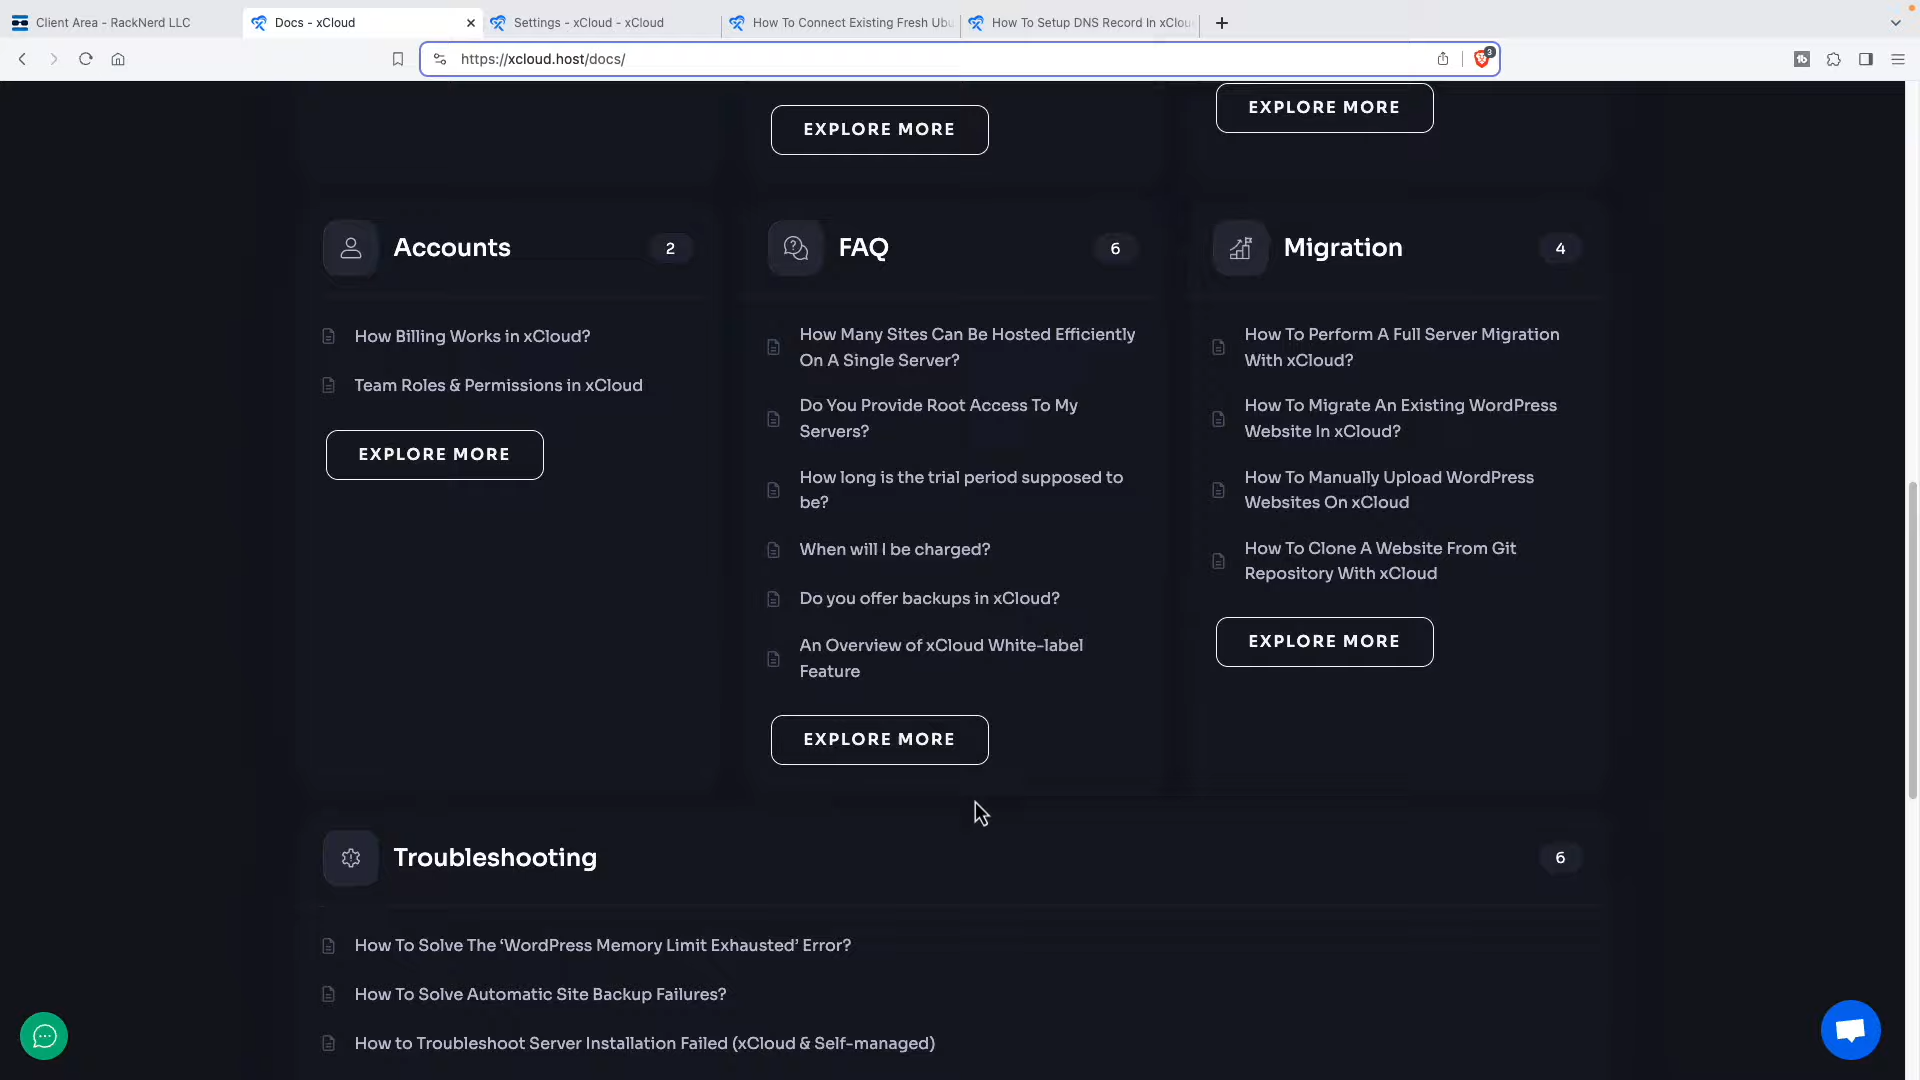 Client Area - RackNerd LLC
Docs - xCloud
Settings - xCloud - xCloud
How To Connect Existing Fresh Ubu
How To Setup DNS Record In xClou
https://xcloud.host/docs/
3
EXPLORE MORE
EXPLORE MORE
Accounts
2
How Billing Works in xCloud?
Team Roles & Permissions in xCloud
EXPLORE MORE
FAQ
6
How Many Sites Can Be Hosted Efficiently
On A Single Server?
Do You Provide Root Access To My
Servers?
How long is the trial period supposed to
be?
When will I be charged?
Do you offer backups in xCloud?
An Overview of xCloud White-label
Feature
EXPLORE MORE
Migration
4
How To Perform A Full Server Migration
With xCloud?
How To Migrate An Existing WordPress
Website In xCloud?
How To Manually Upload WordPress
Websites On xCloud
How To Clone A Website From Git
Repository With xCloud
EXPLORE MORE
Troubleshooting
6
How To Solve The ‘WordPress Memory Limit Exhausted’ Error?
How To Solve Automatic Site Backup Failures?
How to Troubleshoot Server Installation Failed (xCloud & Self-managed)